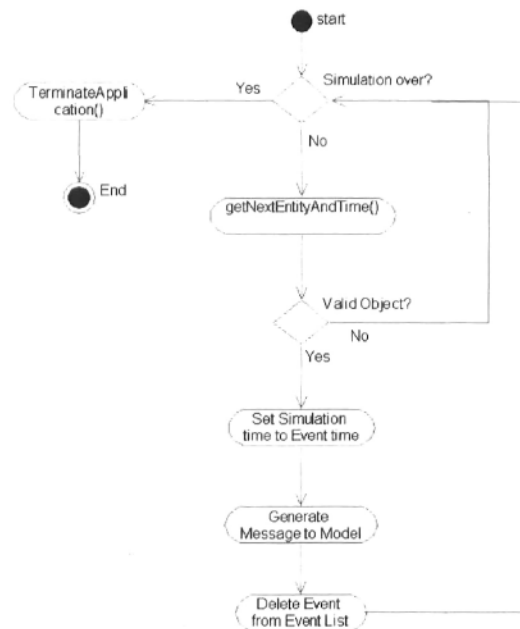 start
Simulation over?
Yes
TerminateAppli
cation()
No
End
getNextEntityAndTime()
Valid Object?
No
Yes
Set Simulation
time to Event time
Generate
Message to Model
Delete Event
from Event List